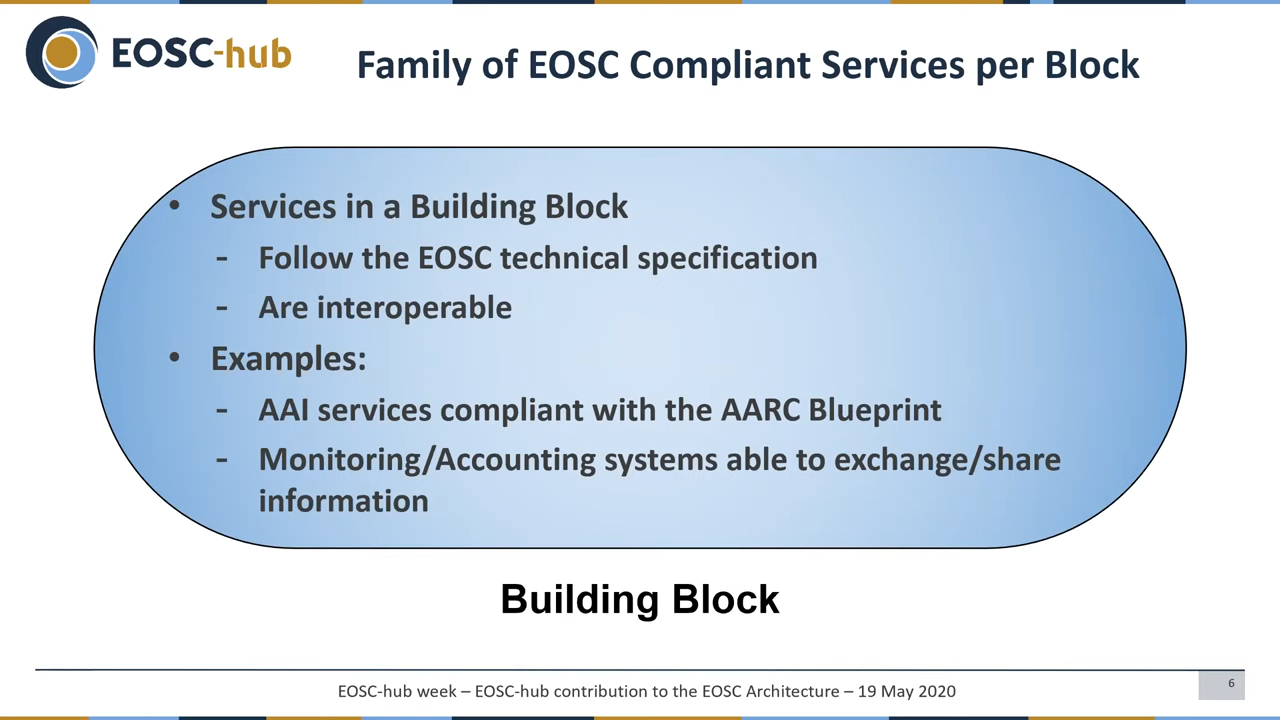 EOSC-hub
Family of EOSC Compliant Services per Block
• Services in a Building Block
- Follow the EOSC technical specification
- Are interoperable
• Examples:
- AAI services compliant with the AARC Blueprint
- Monitoring/Accounting systems able to exchange/share
information
Building Block
EOSC-hub week – EOSC-hub contribution to the EOSC Architecture – 19 May 2020
6